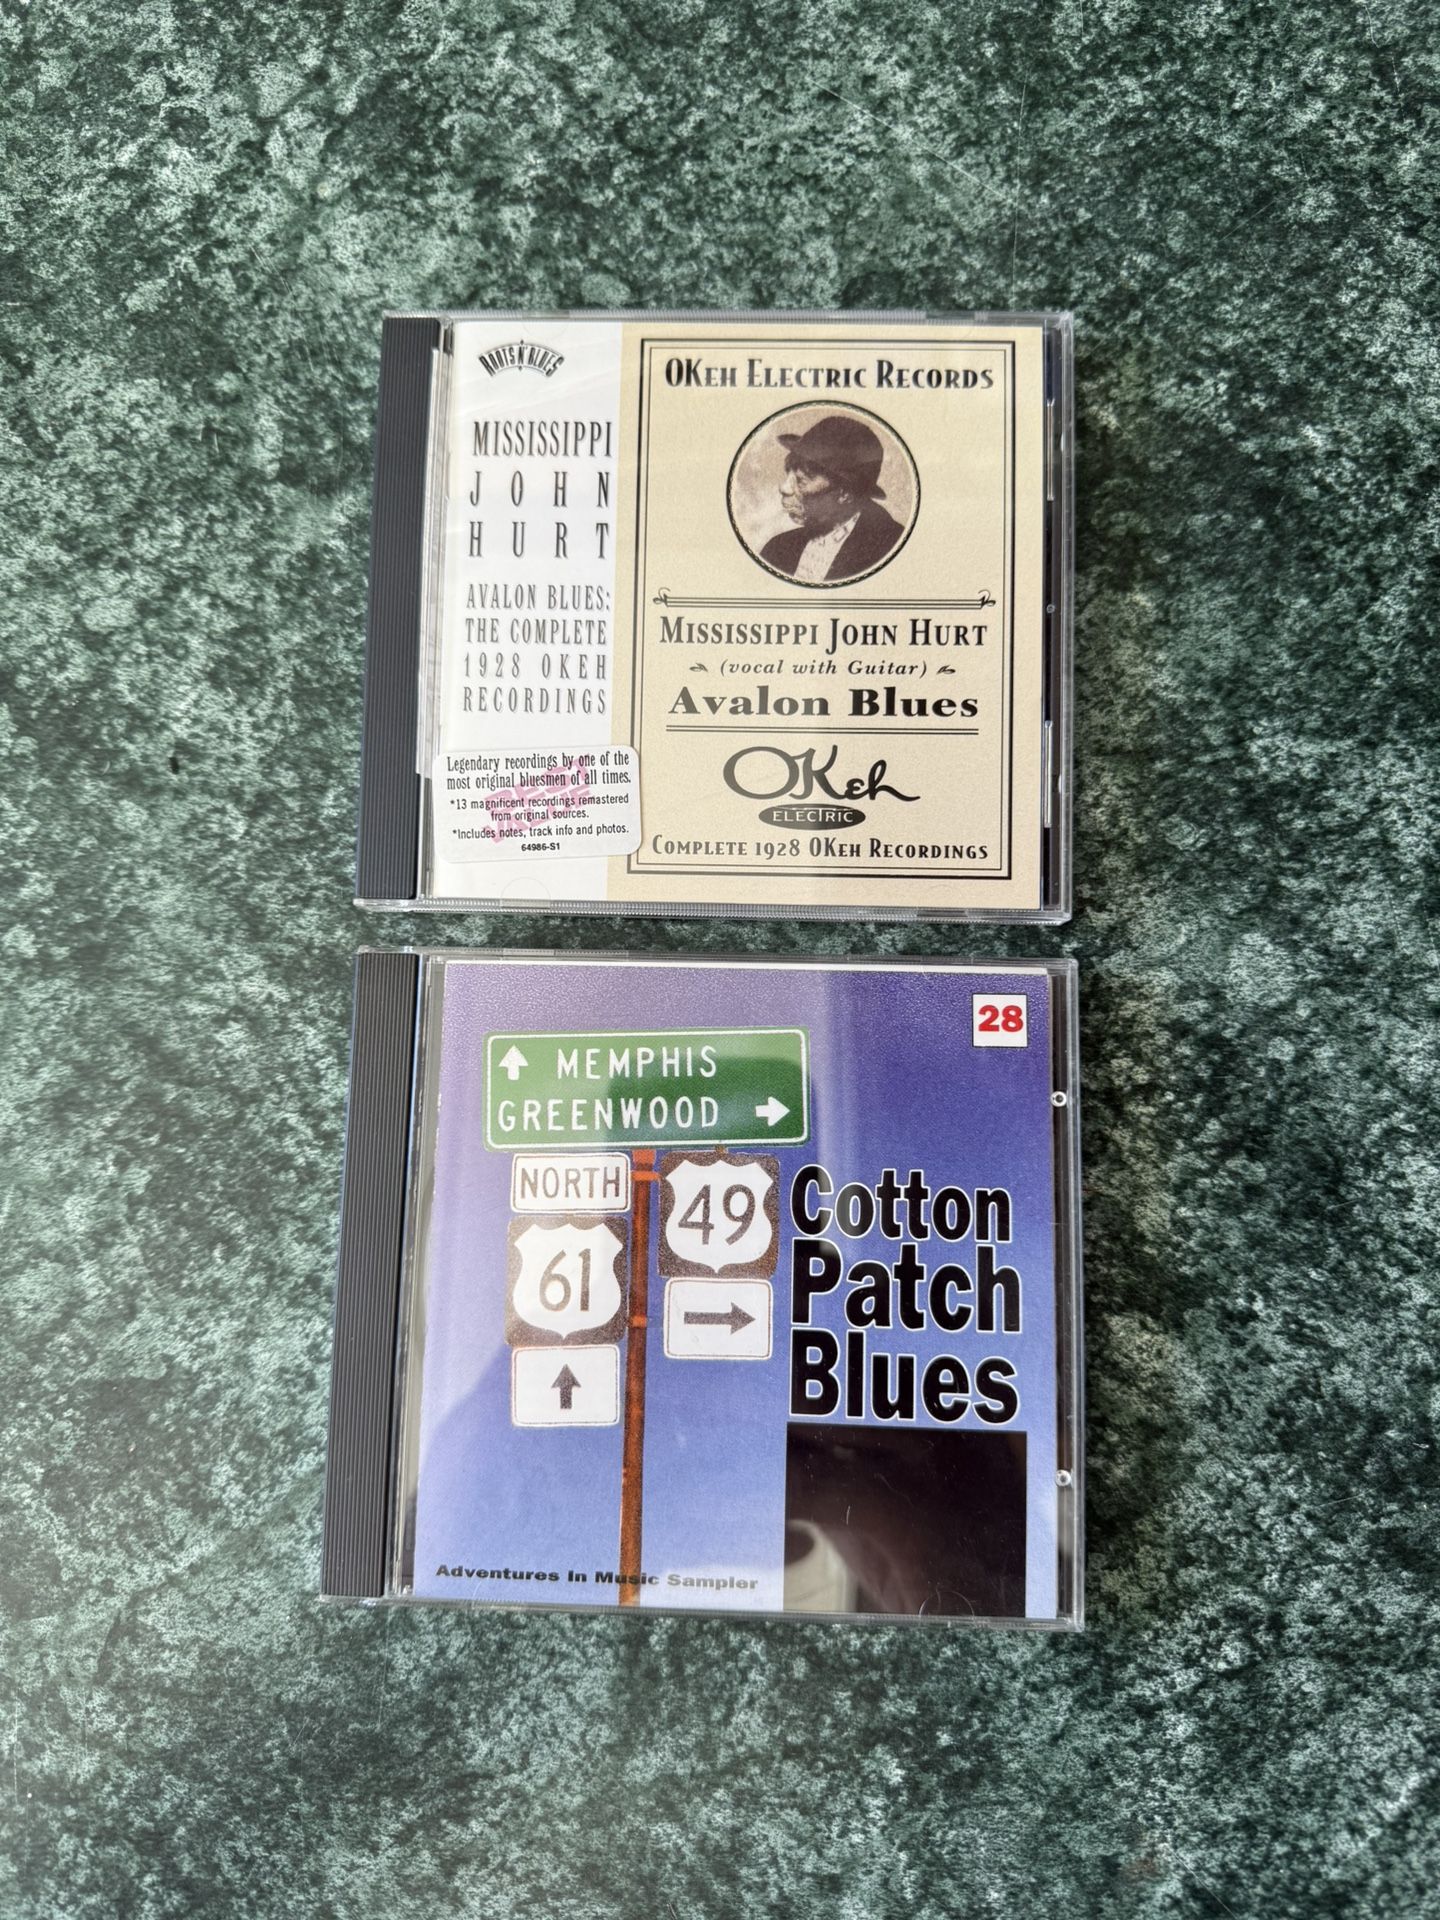 ROOTS N' BLUES
MISSISSIPPI
JOHN
HURT
AVALON BLUES:
THE COMPLETE
1928 OKEH
RECORDINGS
BEST
VALUE
Legendary recordings by one of the
most original bluesmen of all times.
*13 magnificent recordings remastered
from original sources.
*Includes notes, track info and photos.
64986-S1
OKEH ELECTRIC RECORDS
MISSISSIPPI JOHN HURT
(vocal with Guitar)
Avalon Blues
OKeh
ELECTRIC
COMPLETE 1928 OKEH RECORDINGS
28
MEMPHIS
GREENWOOD
NORTH
49
61
Cotton
Patch
Blues
Adventures In Music Sampler